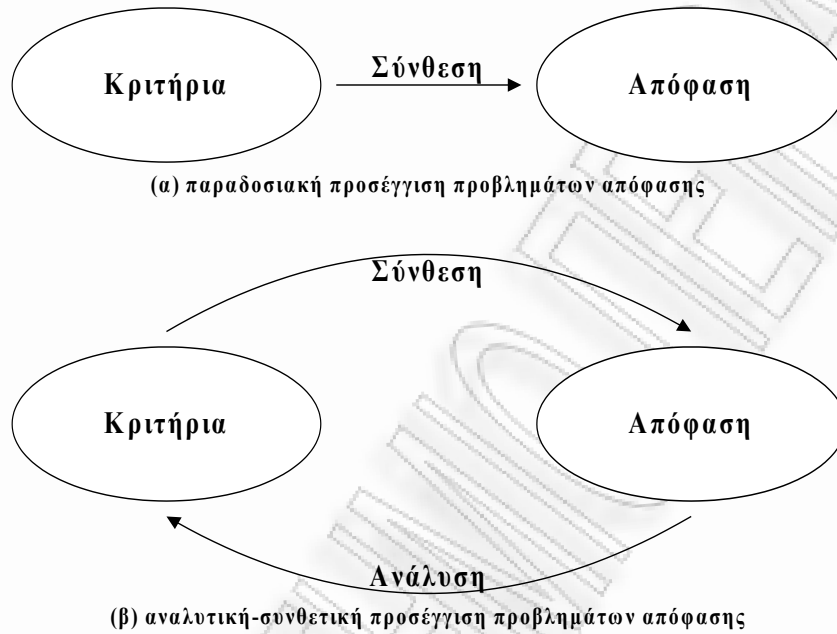 Κριτήρια
Σύνθεση
Απόφαση
(α) παραδοσιακή προσέγγιση προβλημάτων απόφασης
Σύνθεση
Κριτήρια
Απόφαση
Ανάλυση
(β) αναλυτική-συνθετική προσέγγιση προβλημάτων απόφασης